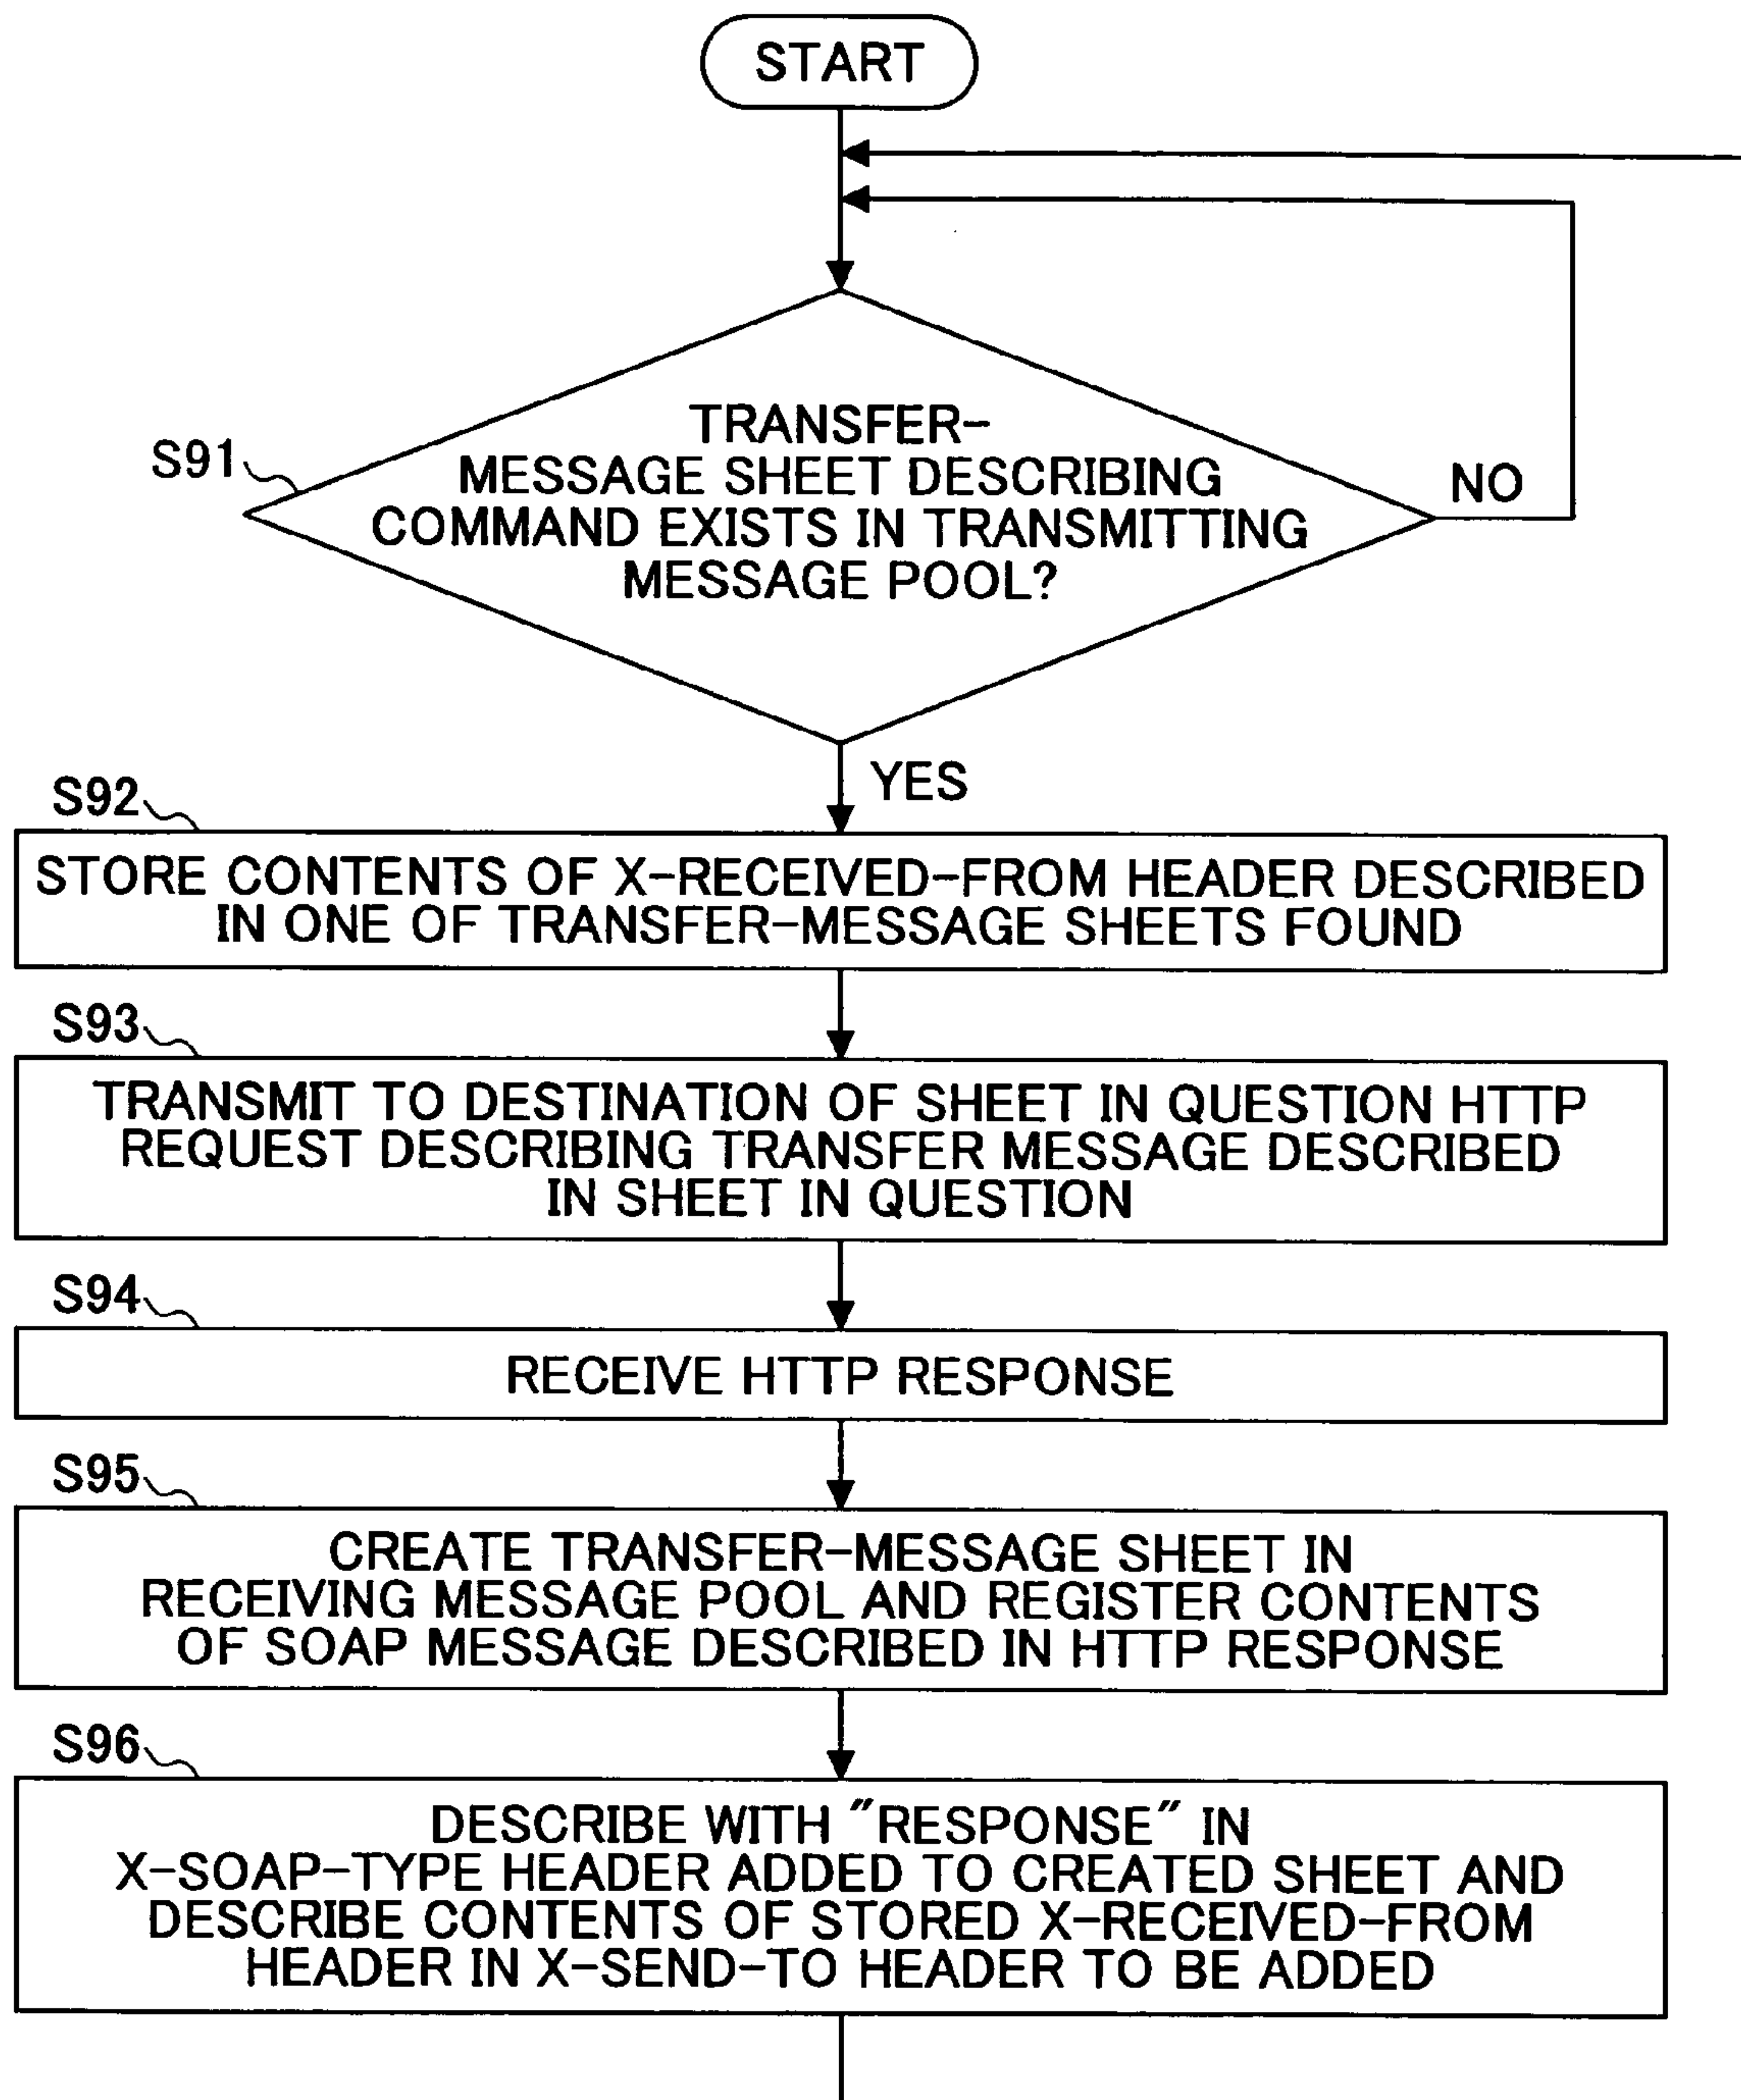 START
S91
TRANSFER-
MESSAGE SHEET DESCRIBING
COMMAND EXISTS IN TRANSMITTING
MESSAGE POOL?
NO
YES
S92
STORE CONTENTS OF X-RECEIVED-FROM HEADER DESCRIBED
IN ONE OF TRANSFER-MESSAGE SHEETS FOUND
S93
TRANSMIT TO DESTINATION OF SHEET IN QUESTION HTTP
REQUEST DESCRIBING TRANSFER MESSAGE DESCRIBED
IN SHEET IN QUESTION
S94
RECEIVE HTTP RESPONSE
S95
CREATE TRANSFER-MESSAGE SHEET IN
RECEIVING MESSAGE POOL AND REGISTER CONTENTS
OF SOAP MESSAGE DESCRIBED IN HTTP RESPONSE
S96
DESCRIBE WITH "RESPONSE" IN
X-SOAP-TYPE HEADER ADDED TO CREATED SHEET AND
DESCRIBE CONTENTS OF STORED X-RECEIVED-FROM
HEADER IN X-SEND-TO HEADER TO BE ADDED